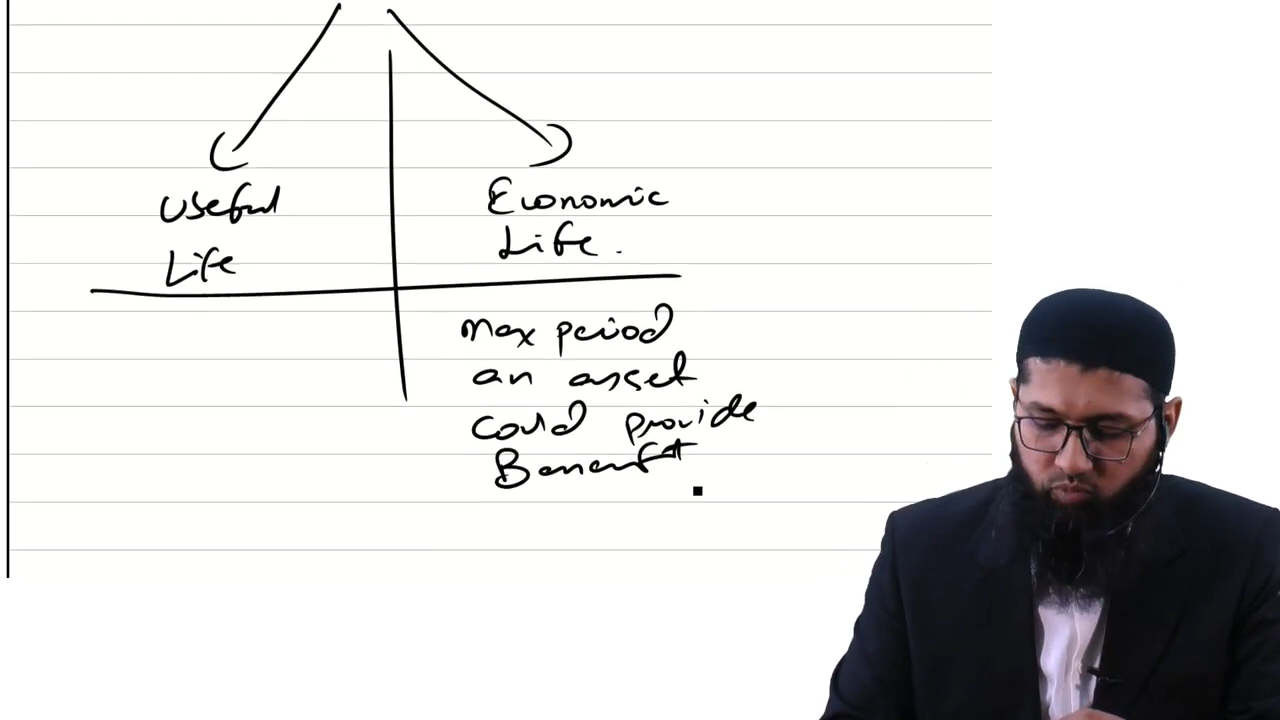 Useful
Life
Economic
Life.
Max period
an asset
could provide
Benefit